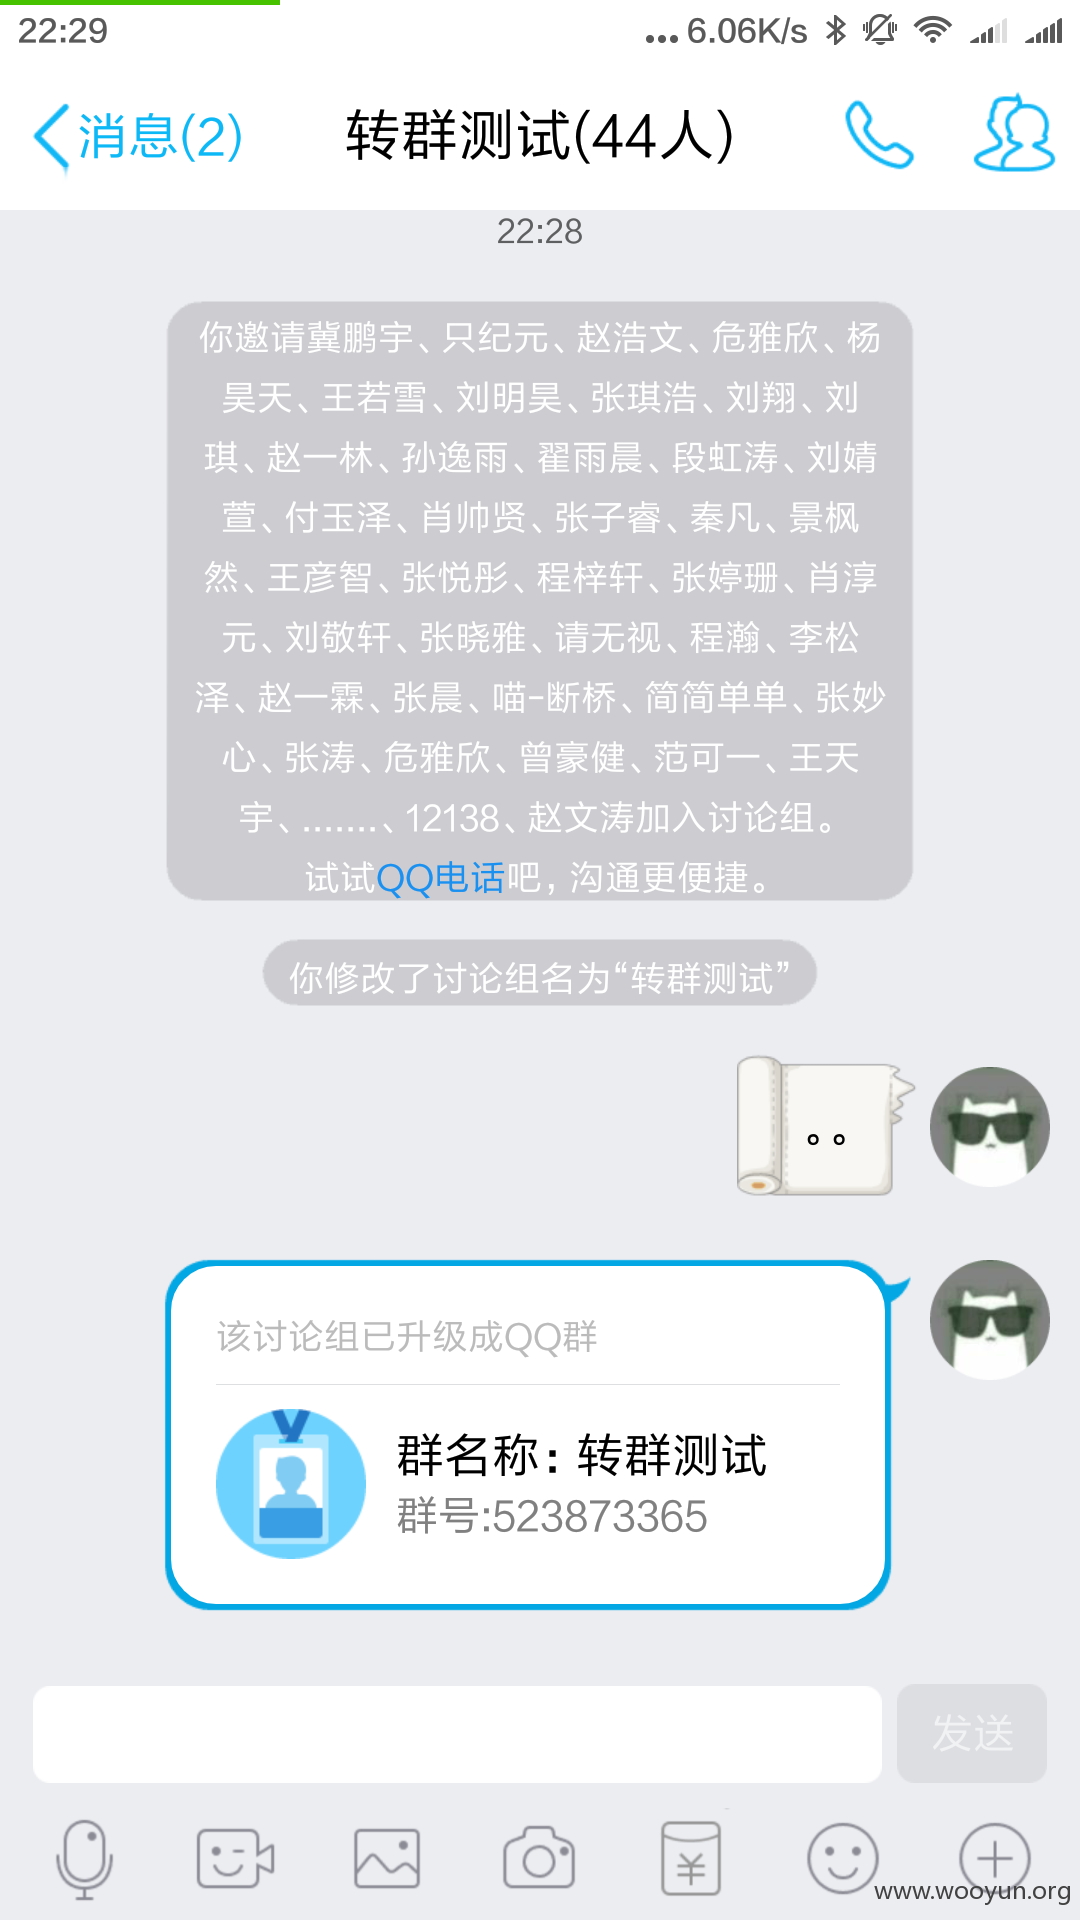 22:29
...6.06K/s
消息(2)
转群测试(44人)
22:28
你邀请冀鹏宇、只纪元、赵浩文、危雅欣、杨
昊天、王若雪、刘明昊、张琪浩、刘翔、刘
琪、赵一林、孙逸雨、翟雨晨、段虹涛、刘婧
萱、付玉泽、肖帅贤、张子睿、秦凡、景枫
然、王彦智、张悦彤、程梓轩、张婷珊、肖淳
元、刘敬轩、张晓雅、请无视、程瀚、李松
泽、赵一霖、张晨、喵-断桥、简简单单、张妙
心、张涛、危雅欣、曾豪健、范可一、王天
宇、.......、12138、赵文涛加入讨论组。
试试QQ电话吧，沟通更便捷。
你修改了讨论组名为“转群测试”
该讨论组已升级成QQ群
群名称：转群测试
群号:523873365
发送
www.wooyun.org